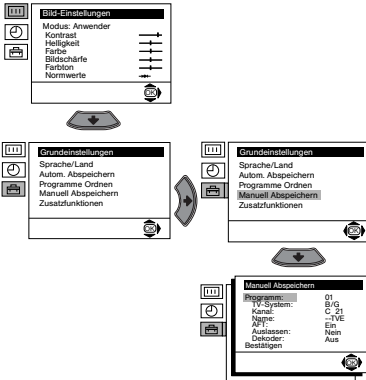 Bild-Einstellungen
Modus: Anwender
Kontrast
Helligkeit
Farbe
Bildschärfe
Farbton
Normwerte
OK
Grundeinstellungen
Sprache/Land
Autom. Abspeichern
Programme Ordnen
Manuell Abspeichern
Zusatzfunktionen
OK
Grundeinstellungen
Sprache/Land
Autom. Abspeichern
Programme Ordnen
Manuell Abspeichern
Zusatzfunktionen
OK
Manuell Abspeichern
Programm: 01
TV-System: B/G
Kanal: C_21
Name: --TVE
AFT: Ein
Auslassen: Nein
Dekoder: Aus
Bestätigen
OK